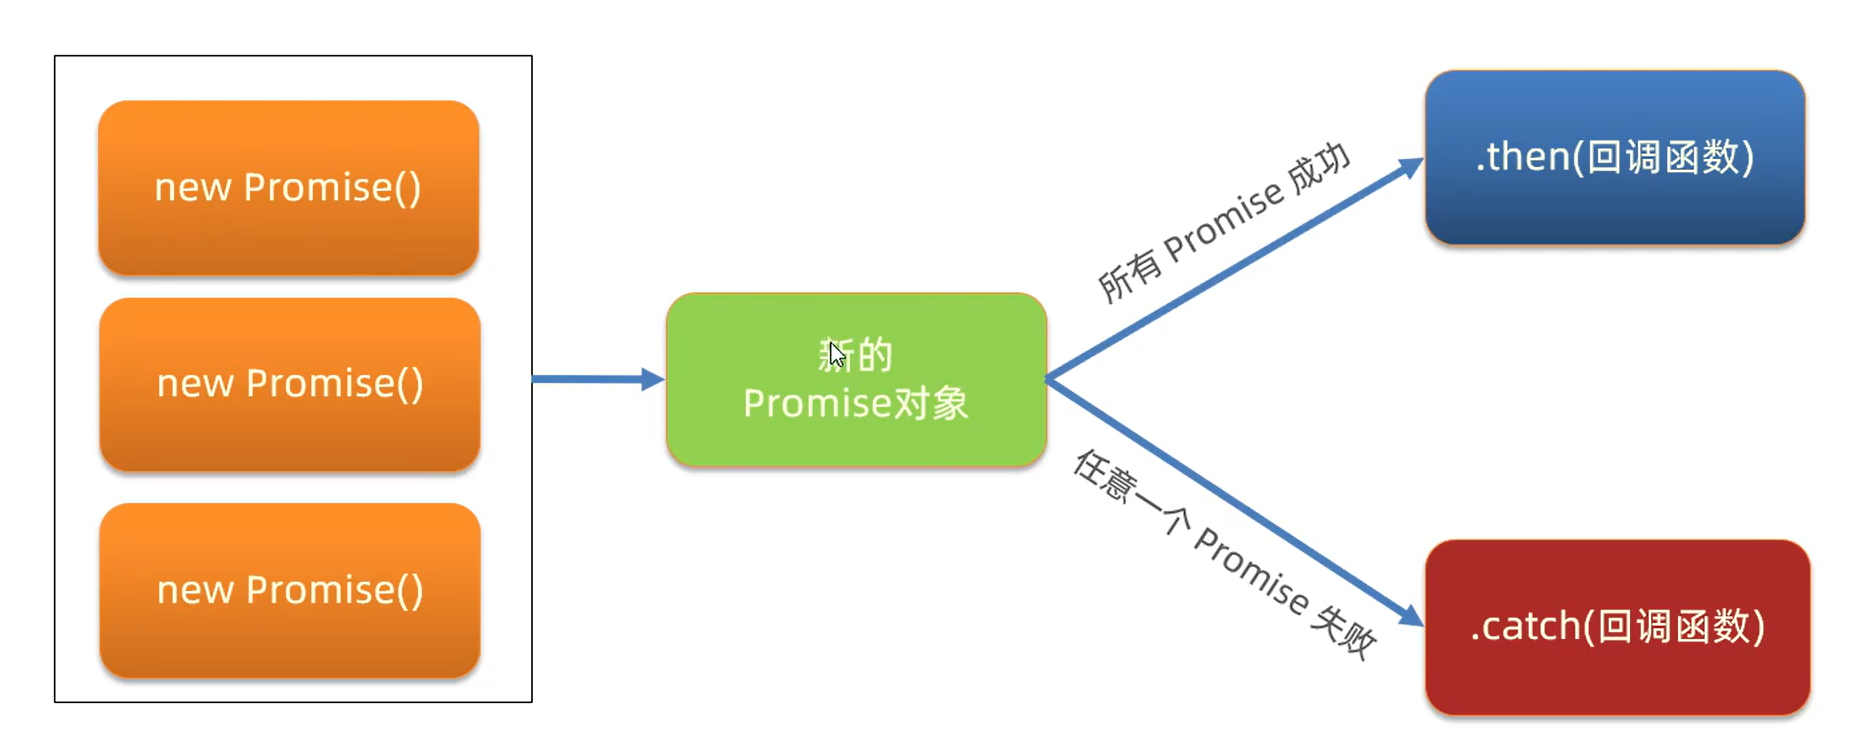 new Promise()
new Promise()
new Promise()
新的
Promise对象
所有 Promise 成功
任意一个 Promise 失败
.then(回调函数)
.catch(回调函数)